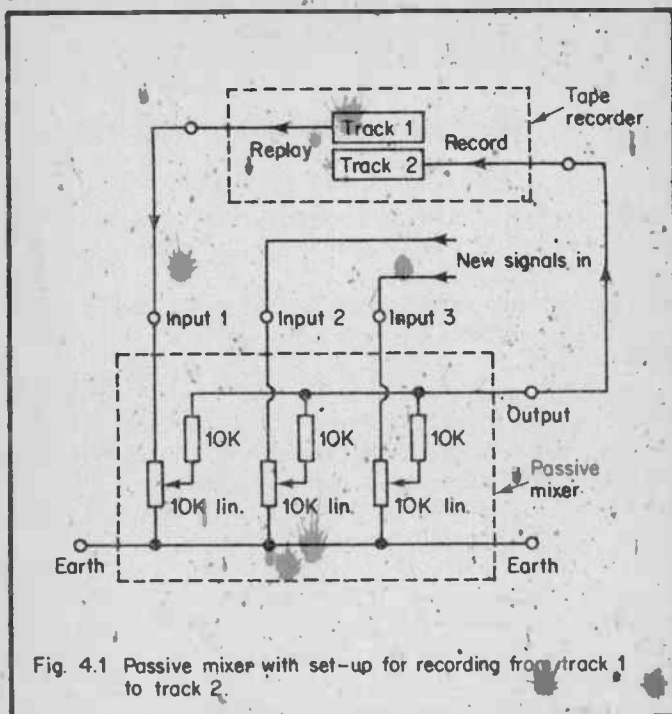 Tape
recorder
Track 1
Replay
Track 2
Record
New signals in
Input 1
Input 2
Input 3
Output
10K
10K
10K
10K lin.
10K lin.
10K lin.
Passive
mixer
Earth
Earth
Fig. 4.1 Passive mixer with set-up for recording from track 1
to track 2.